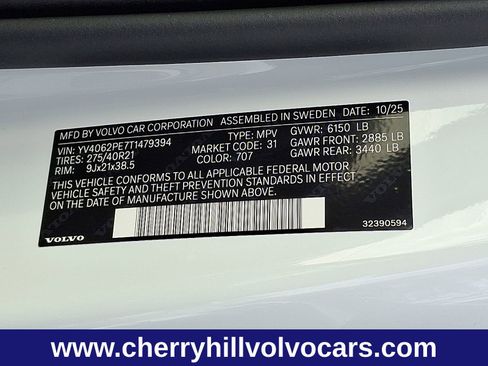 MFD. BY VOLVO CAR CORPORATION ASSEMBLED IN SWEDEN DATE: 10/25
VIN: YV4062PE7T1479394 TYPE: MPV GVWR: 6150 LB
TIRES: 275/40R21 MARKET CODE: 31 GAWR FRONT: 2885 LB
RIM: 9Jx21x38.5 COLOR: 707 GAWR REAR: 3440 LB
THIS VEHICLE CONFORMS TO ALL APPLICABLE FEDERAL MOTOR
VEHICLE SAFETY AND THEFT PREVENTION STANDARDS IN EFFECT
ON THE DATE OF MANUFACTURE SHOWN ABOVE.
VOLVO 32390594
www.cherryhillvolvocars.com